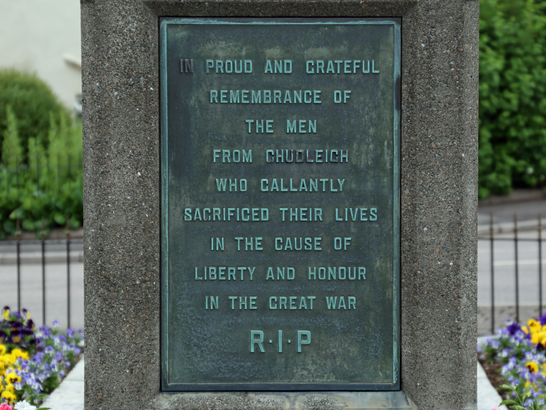 IN PROUD AND GRATEFUL
REMEMBRANCE OF
THE MEN
FROM CHUDLEIGH
WHO GALLANTLY
SACRIFICED THEIR LIVES
IN THE CAUSE OF
LIBERTY AND HONOUR
IN THE GREAT WAR
R·I·P